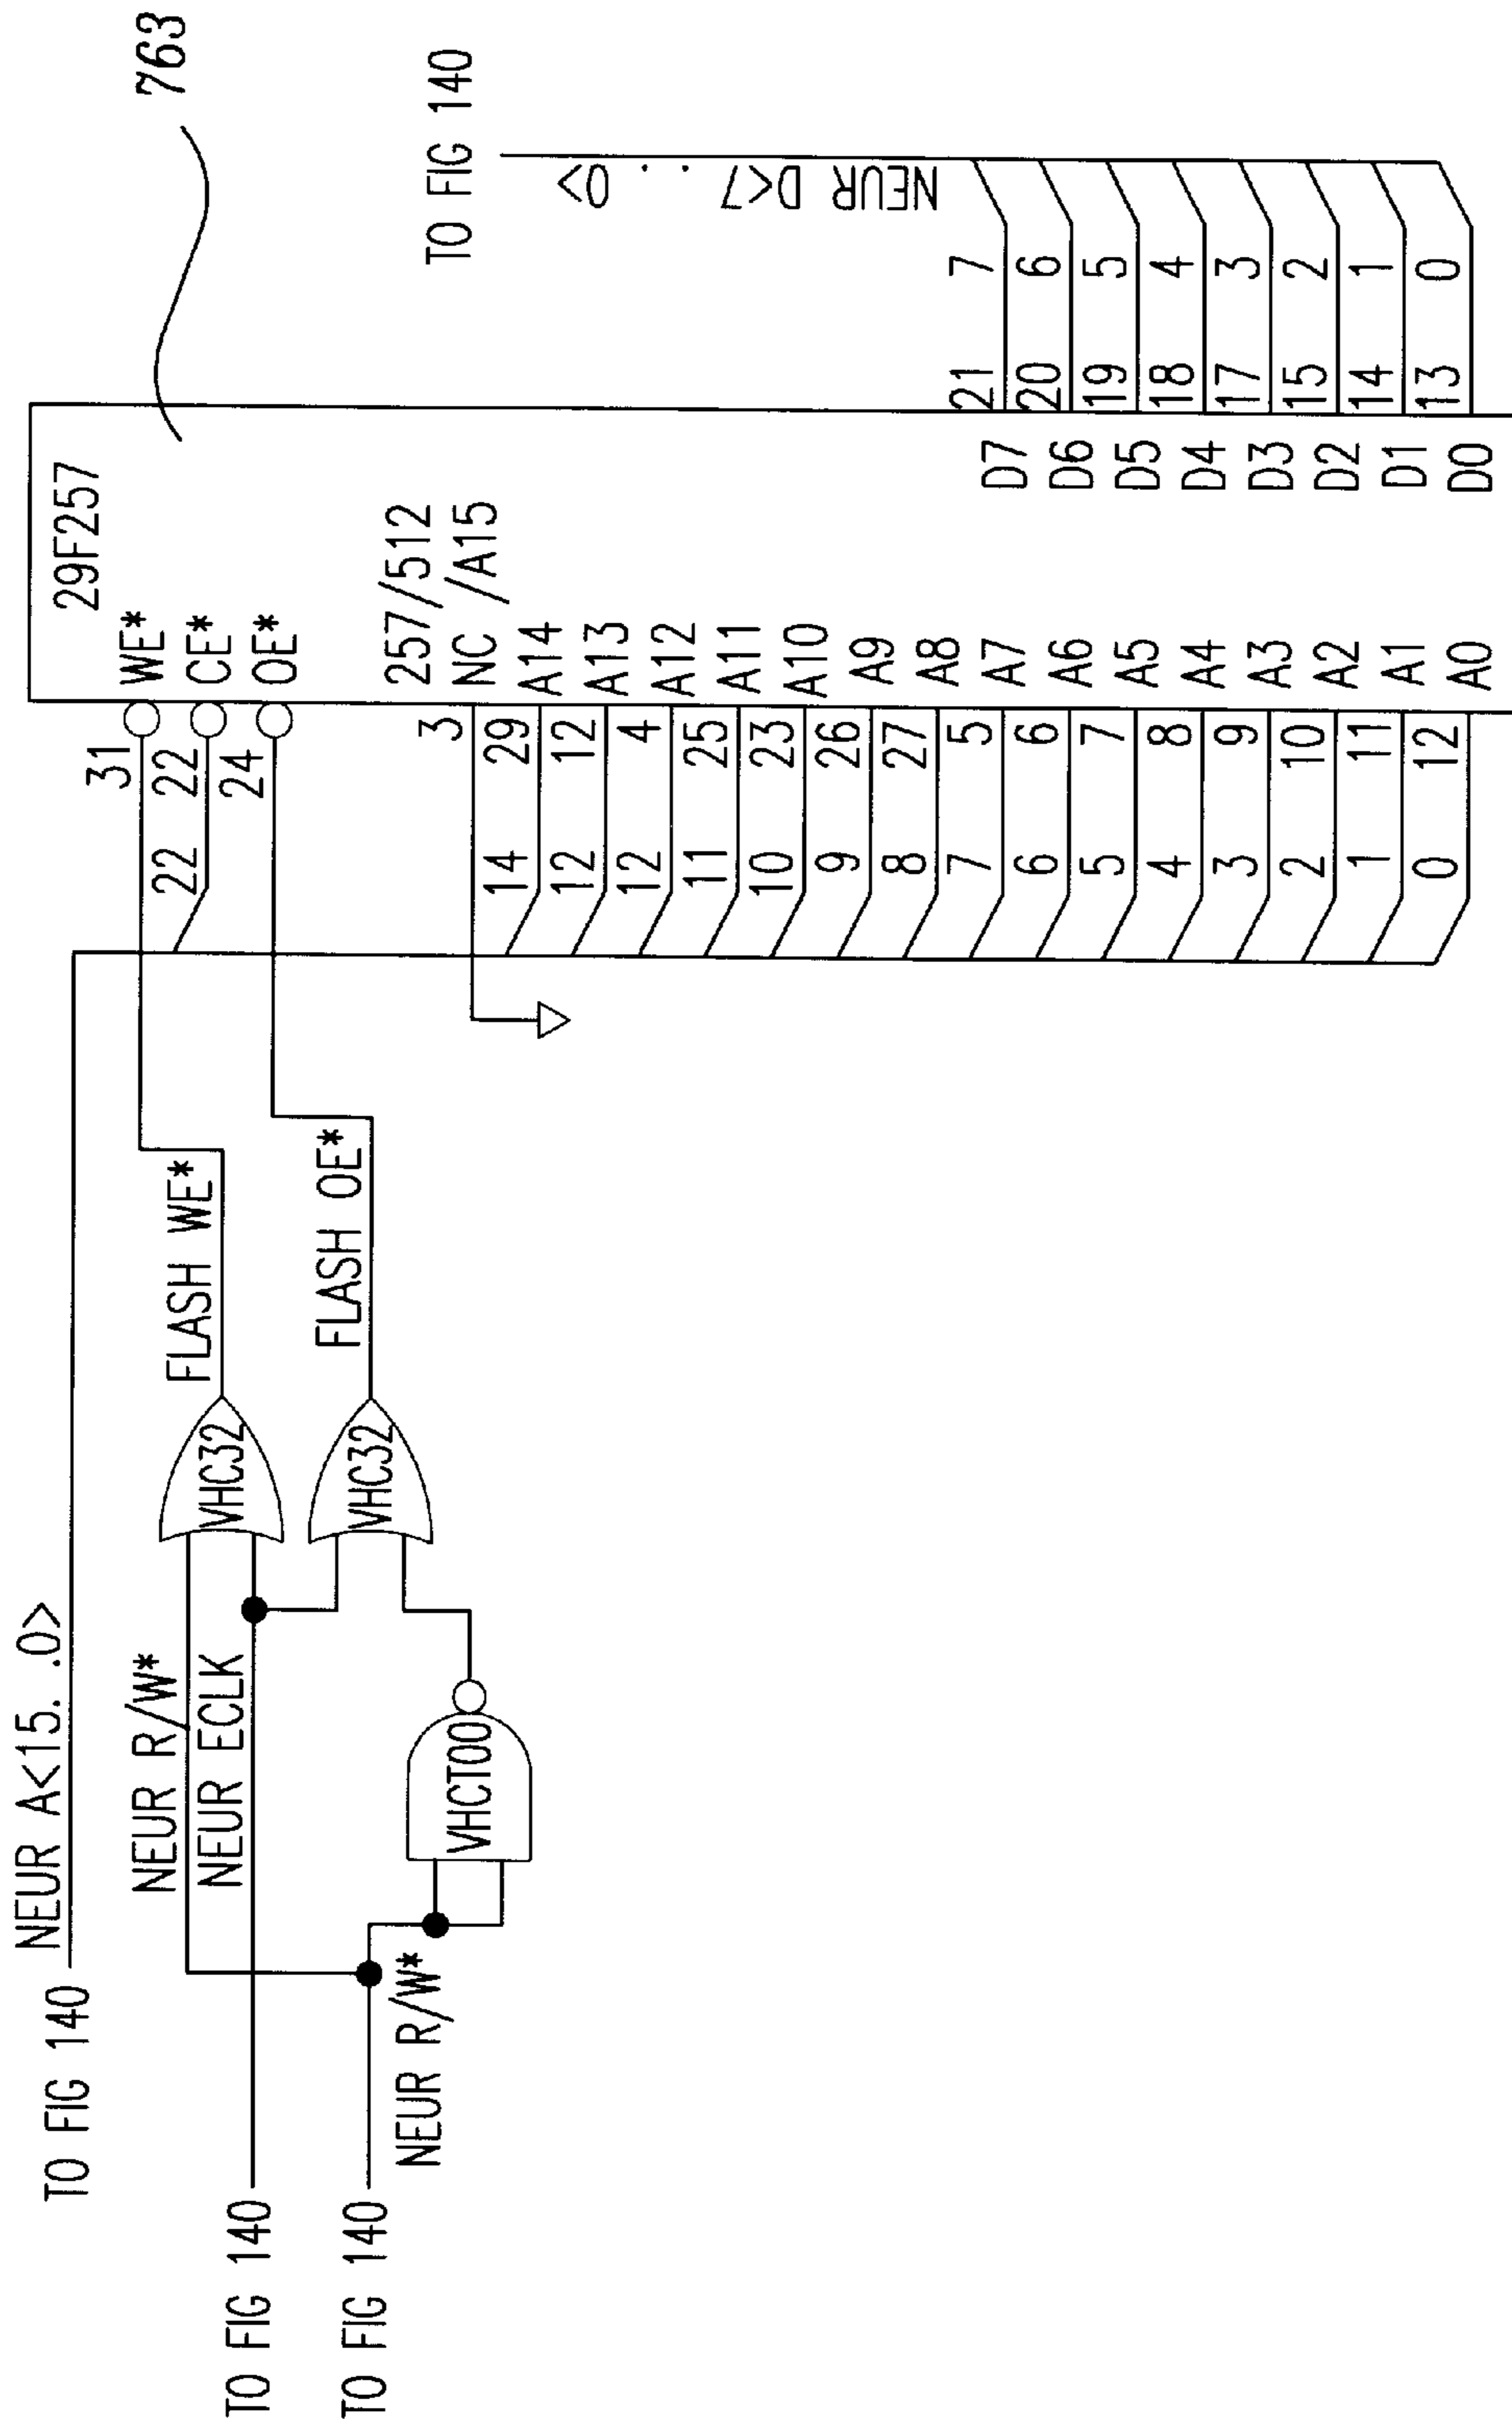 TO FIG 140 NEUR A<15. .0>
NEUR R/W*
NEUR ECLK
TO FIG 140
TO FIG 140
NEUR R/W*
VHCT00
VHC32
VHC32
FLASH WE*
FLASH OE*
29F257
763
31 WE*
22 22 CE*
24 OE*
257/512
3 NC /A15
14 29 A14
12 12 A13
12 4 A12
11 25 A11
10 23 A10
9 26 A9
8 27 A8
7 5 A7
6 6 A6
5 7 A5
4 8 A4
3 9 A3
2 10 A2
1 11 A1
0 12 A0
TO FIG 140
NEUR D<7. . .0>
D7 21 7
D6 20 6
D5 19 5
D4 18 4
D3 17 3
D2 15 2
D1 14 1
D0 13 0